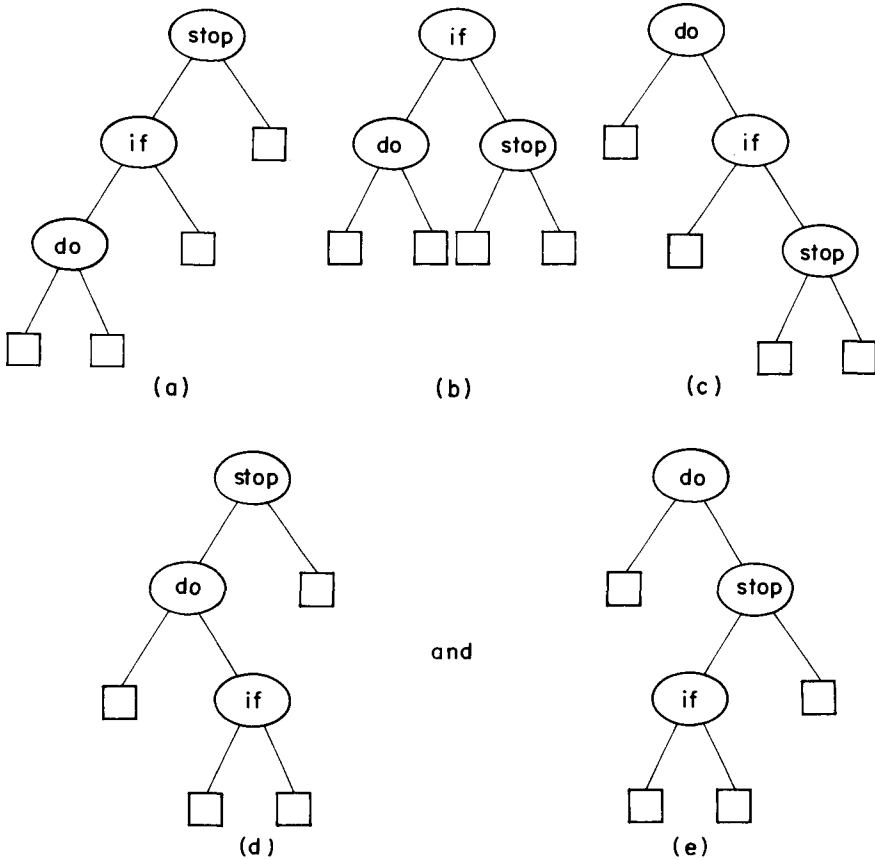 stop if do
if do stop if
do stop
(a) (b) (c)
stop do
do and stop
if if
(d) (e)